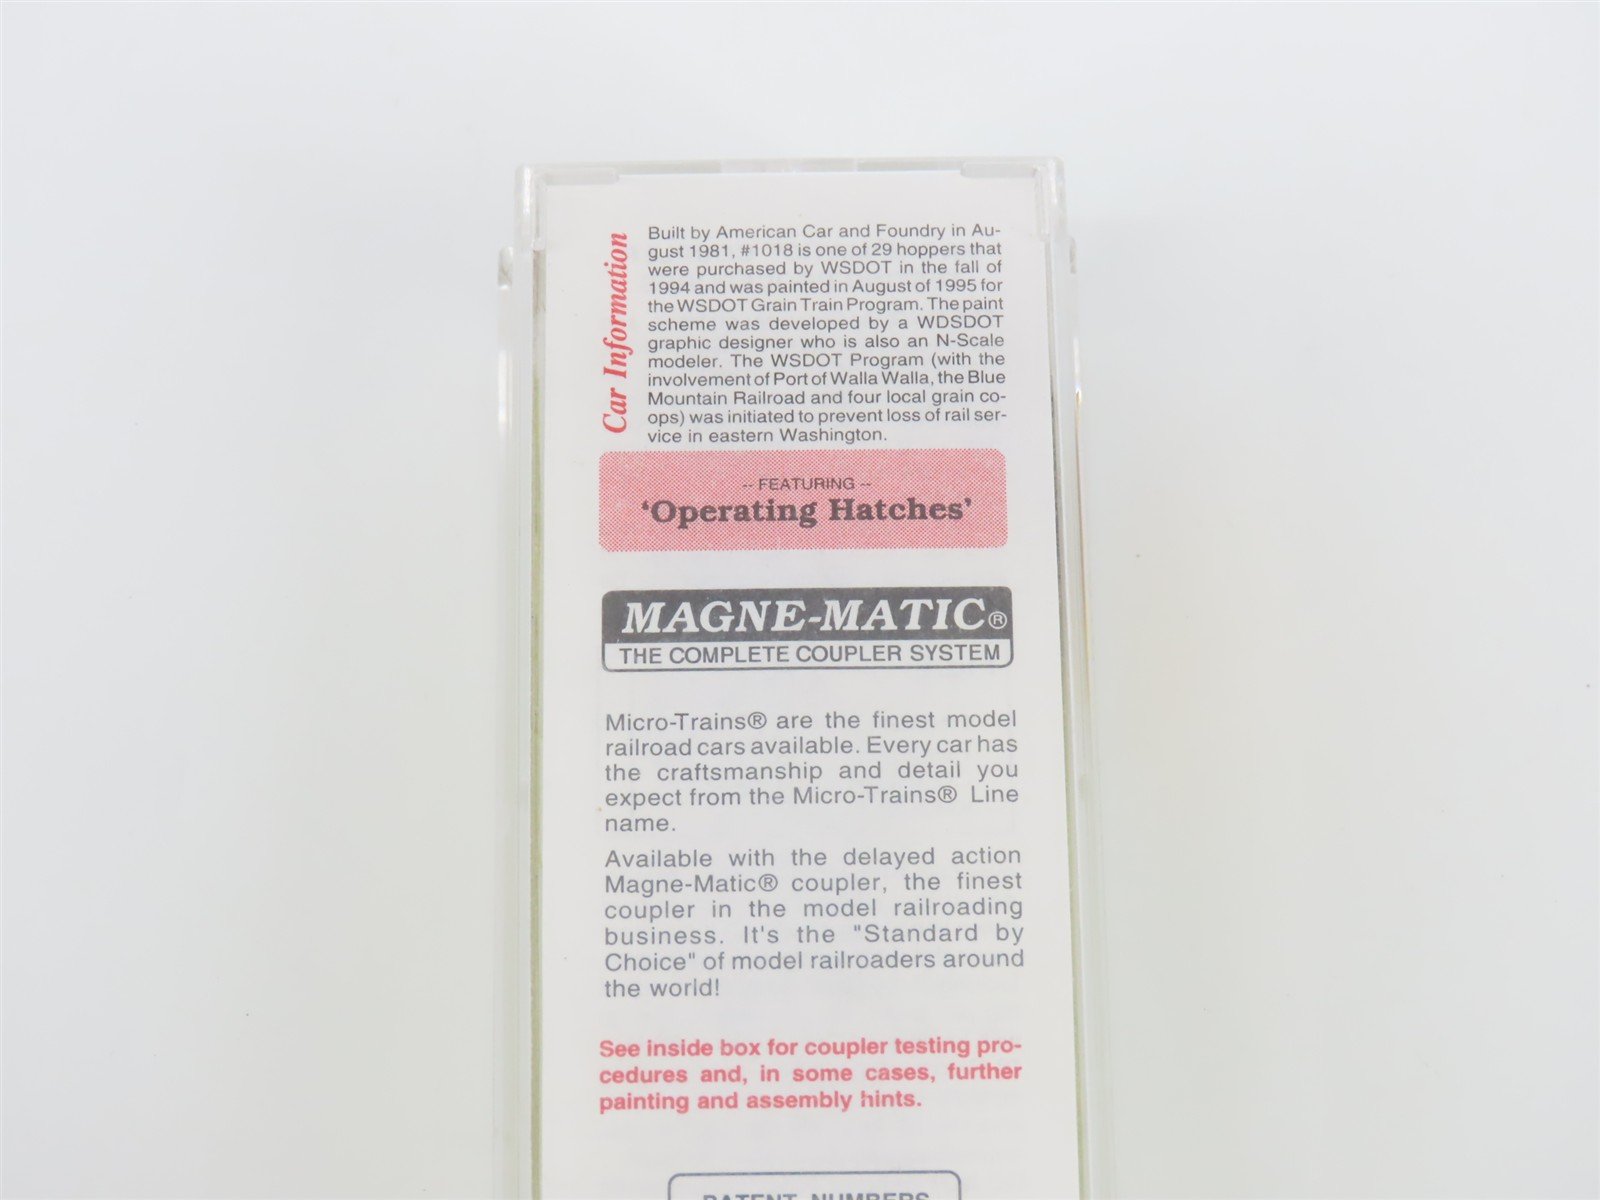 Car Information
Built by American Car and Foundry in Au-
gust 1981, #1018 is one of 29 hoppers that
were purchased by WSDOT in the fall of
1994 and was painted in August of 1995 for
the WSDOT Grain Train Program. The paint
scheme was developed by a WDSDOT
graphic designer who is also an N-Scale
modeler. The WSDOT Program (with the
involvement of Port of Walla Walla, the Blue
Mountain Railroad and four local grain co-
ops) was initiated to prevent loss of rail ser-
vice in eastern Washington.
-- FEATURING --
'Operating Hatches'
MAGNE-MATIC®
THE COMPLETE COUPLER SYSTEM
Micro-Trains® are the finest model
railroad cars available. Every car has
the craftsmanship and detail you
expect from the Micro-Trains® Line
name.
Available with the delayed action
Magne-Matic® coupler, the finest
coupler in the model railroading
business. It's the "Standard by
Choice" of model railroaders around
the world!
See inside box for coupler testing pro-
cedures and, in some cases, further
painting and assembly hints.
PATENT NUMBERS